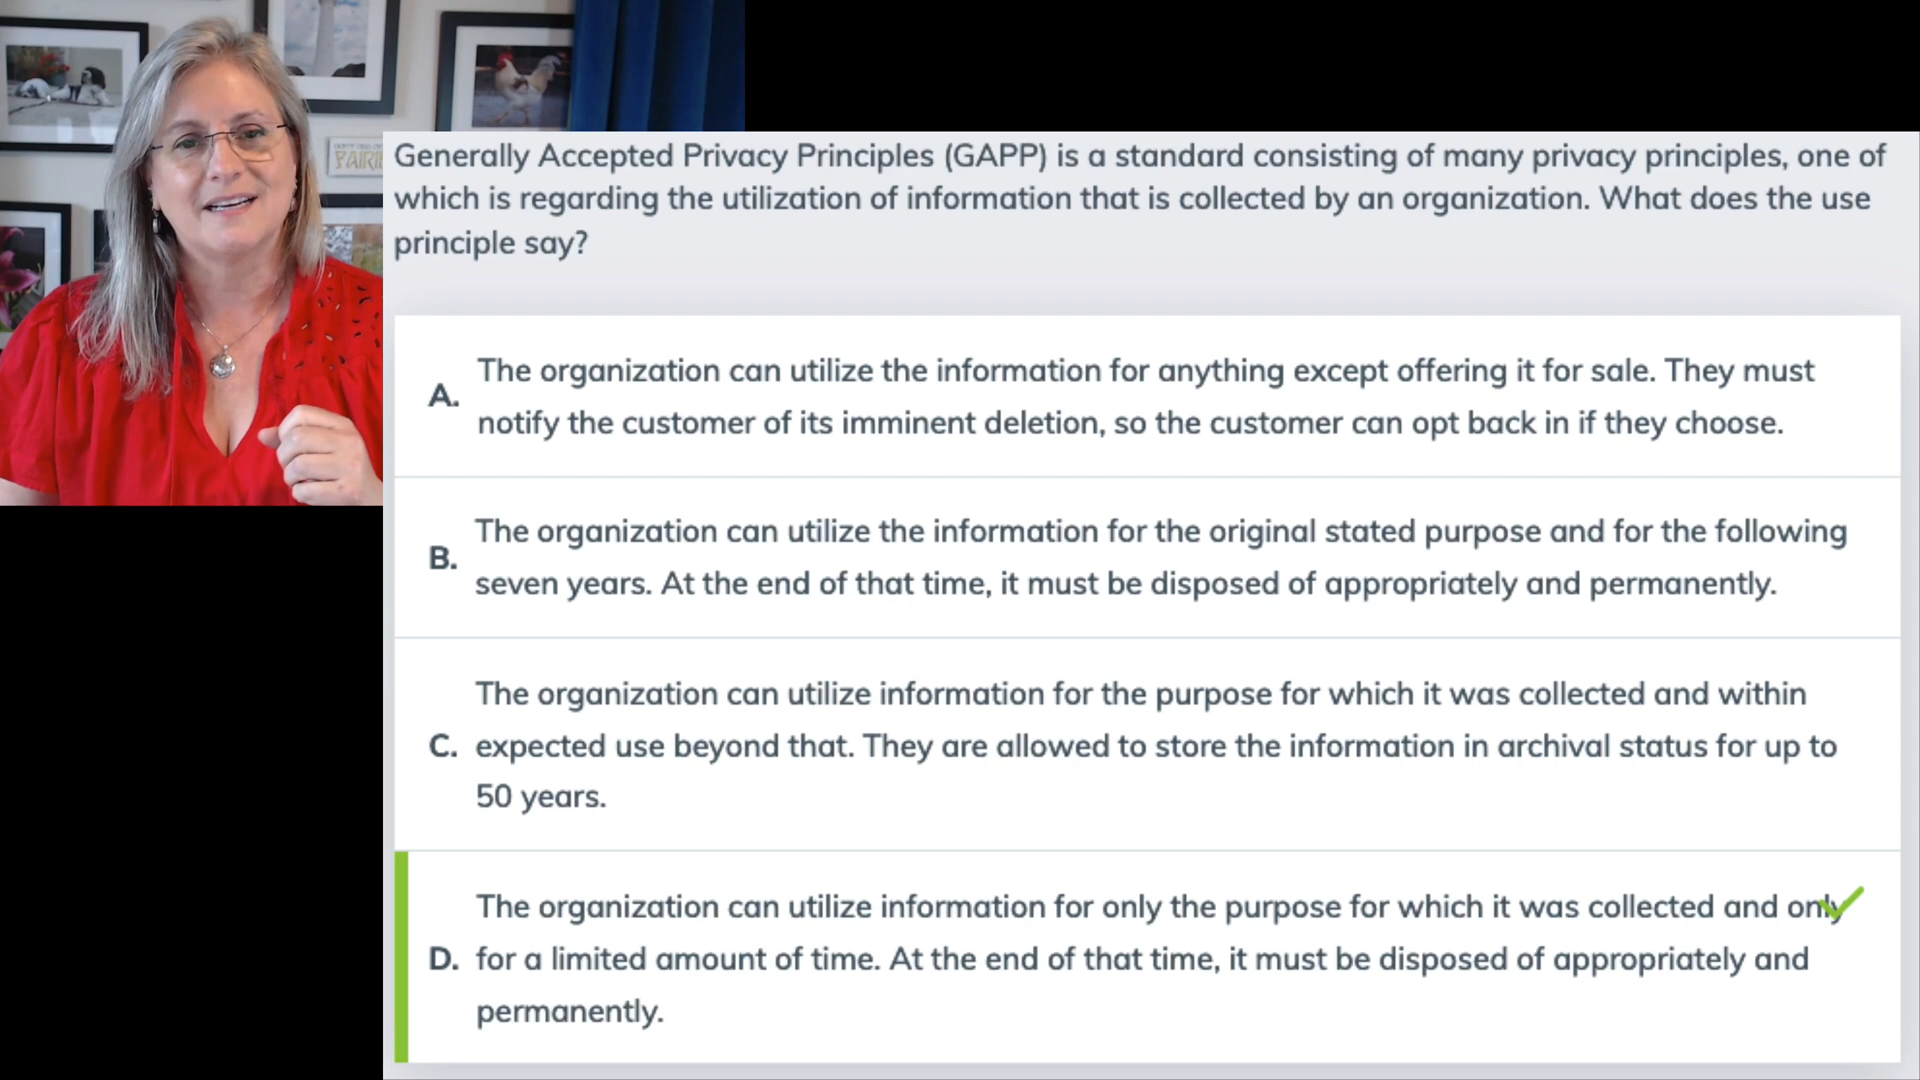 Generally Accepted Privacy Principles (GAPP) is a standard consisting of many privacy principles, one of
which is regarding the utilization of information that is collected by an organization. What does the use
principle say?
A. The organization can utilize the information for anything except offering it for sale. They must
notify the customer of its imminent deletion, so the customer can opt back in if they choose.
B. The organization can utilize the information for the original stated purpose and for the following
seven years. At the end of that time, it must be disposed of appropriately and permanently.
C. The organization can utilize information for the purpose for which it was collected and within
expected use beyond that. They are allowed to store the information in archival status for up to
50 years.
D. The organization can utilize information for only the purpose for which it was collected and only
for a limited amount of time. At the end of that time, it must be disposed of appropriately and
permanently.